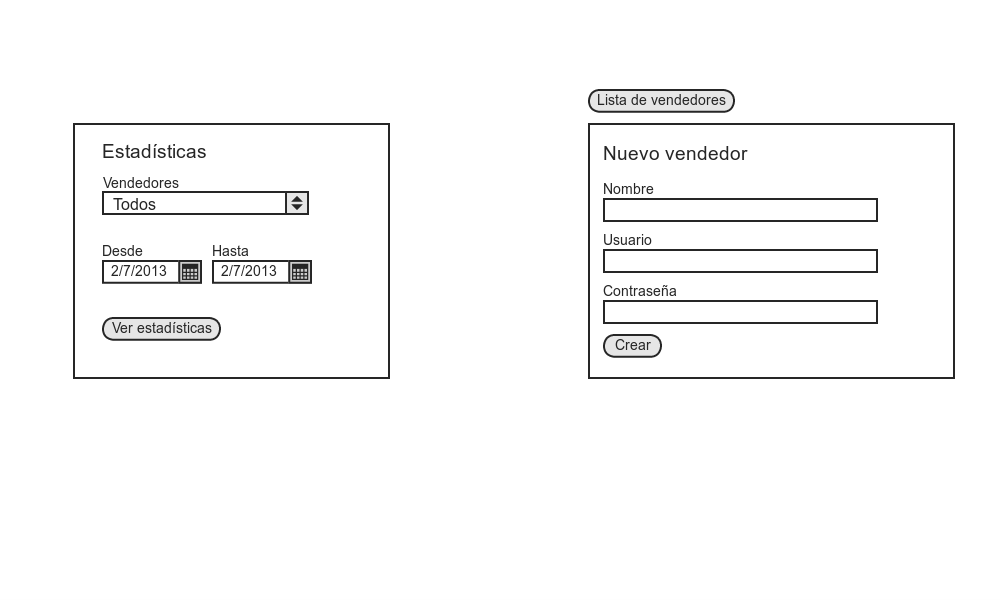 Estadísticas
Vendedores
Todos
Desde Hasta
2/7/2013 2/7/2013
Ver estadísticas
Lista de vendedores
Nuevo vendedor
Nombre
Usuario
Contraseña
Crear